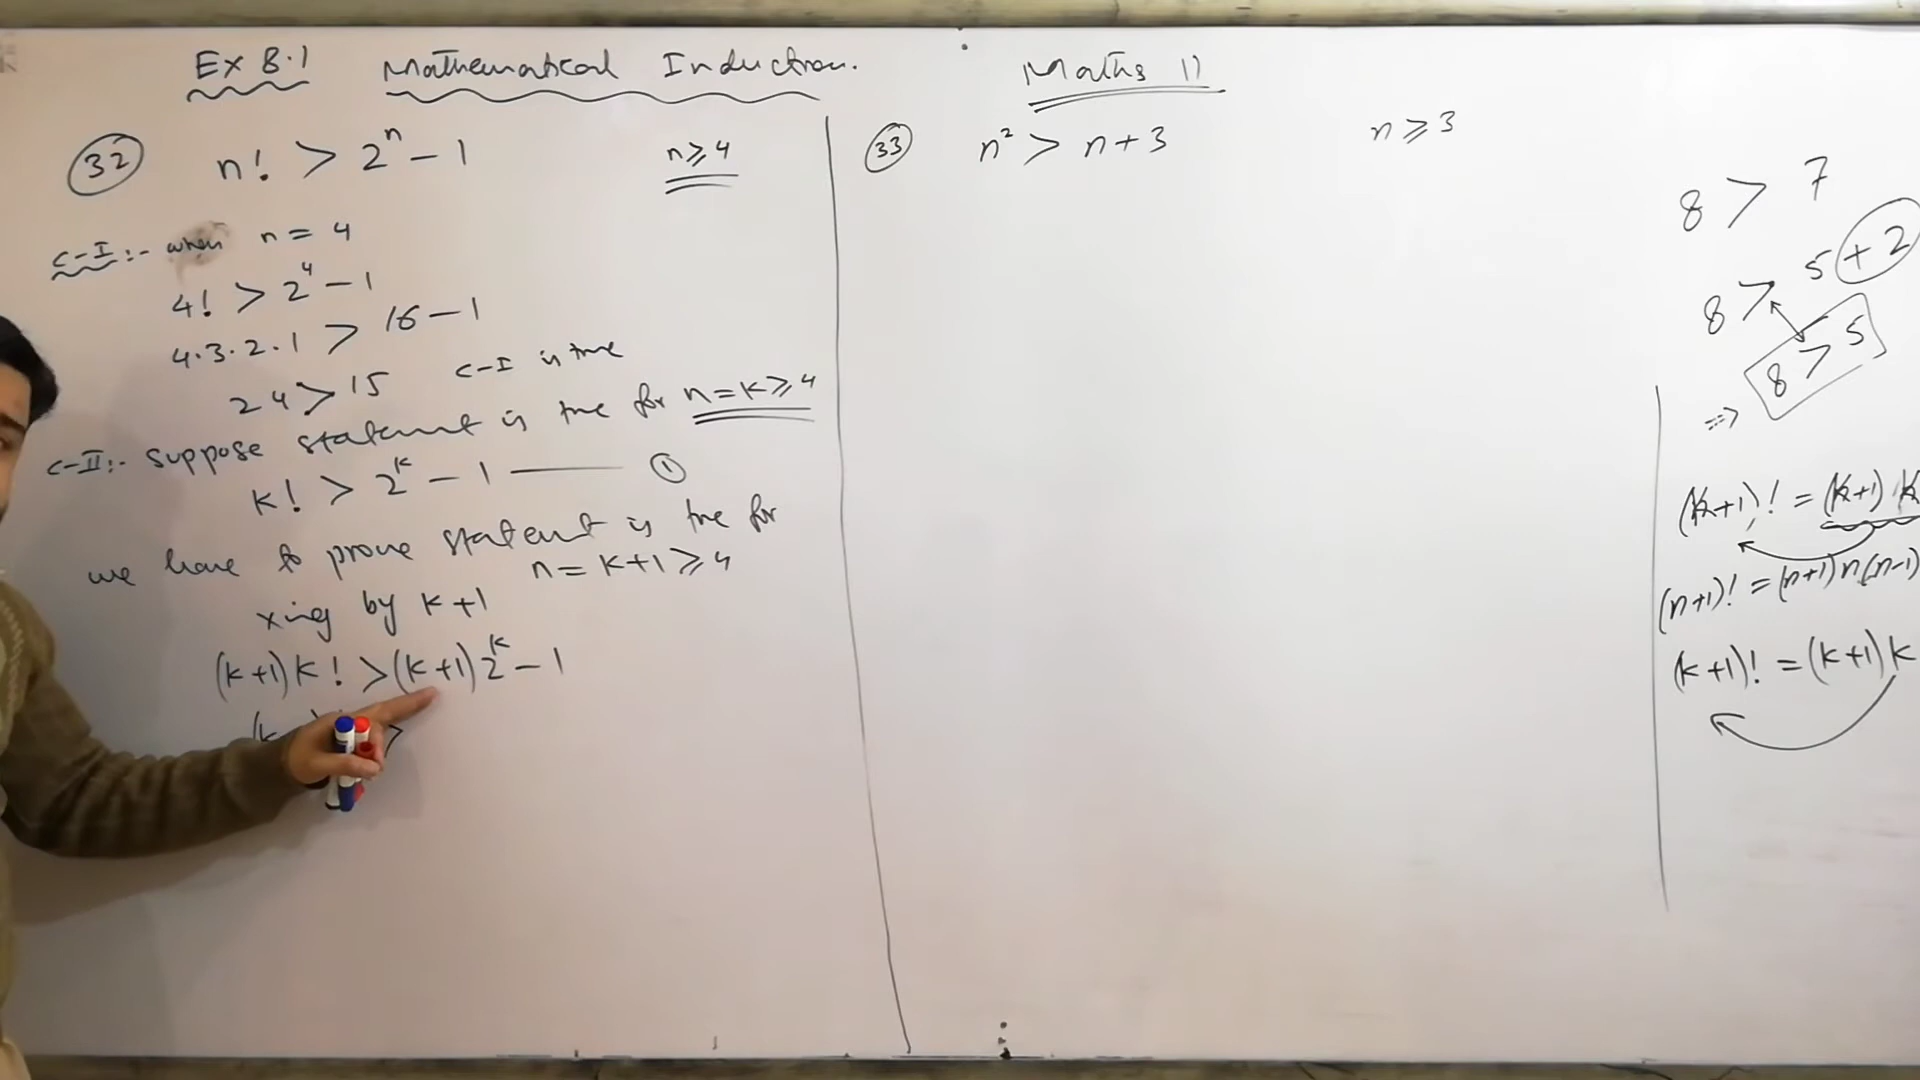 Ex 8.1 Mathematical Induction. Maths 11
32 n! > 2^n - 1 n ≥ 4
C-I:- when n = 4
4! > 2^4 - 1
4.3.2.1 > 16 - 1
24 > 15 C-I is true
C-II:- suppose statement is true for n = k ≥ 4
k! > 2^k - 1 ——— ①
we have to prove statement is true for
n = k+1 ≥ 4
xing by k+1
(k+1) k! > (k+1) 2^k - 1
>
33 n² > n + 3 n ≥ 3
8 > 7
8 > 5 + 2
⇒ 8 > 5
(k+1)! = (k+1) k
(n+1)! = (n+1) n (n-1)
(k+1)! = (k+1) k